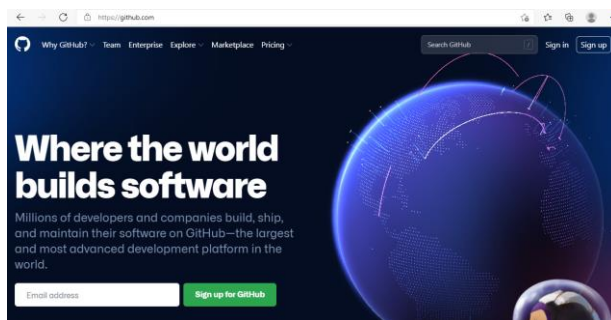 https://github.com
Why GitHub? Team Enterprise Explore Marketplace Pricing Search GitHub / Sign in Sign up
Where the world
builds software
Millions of developers and companies build, ship,
and maintain their software on GitHub—the largest
and most advanced development platform in the
world.
Email address Sign up for GitHub